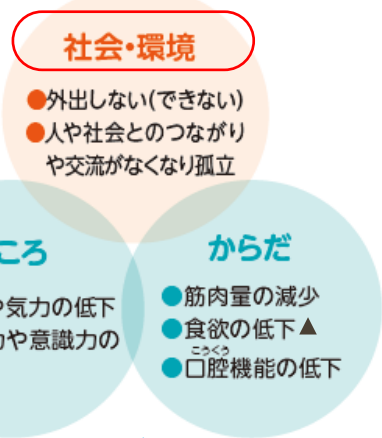 社会・環境
●外出しない(できない)
●人や社会とのつながり
や交流がなくなり孤立
ころ
や気力の低下
力や意識力の
からだ
●筋肉量の減少
●食欲の低下▲
こうくう
●口腔機能の低下